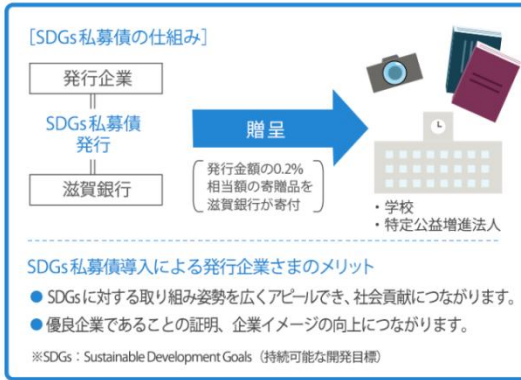 ［SDGs私募債の仕組み］
発行企業
SDGs私募債
発行
滋賀銀行
贈呈
発行金額の0.2%
相当額の寄贈品を
滋賀銀行が寄付
・学校
・特定公益増進法人
SDGs私募債導入による発行企業さまのメリット
● SDGsに対する取り組み姿勢を広くアピールでき、社会貢献につながります。
● 優良企業であることの証明、企業イメージの向上につながります。
※SDGs：Sustainable Development Goals（持続可能な開発目標）